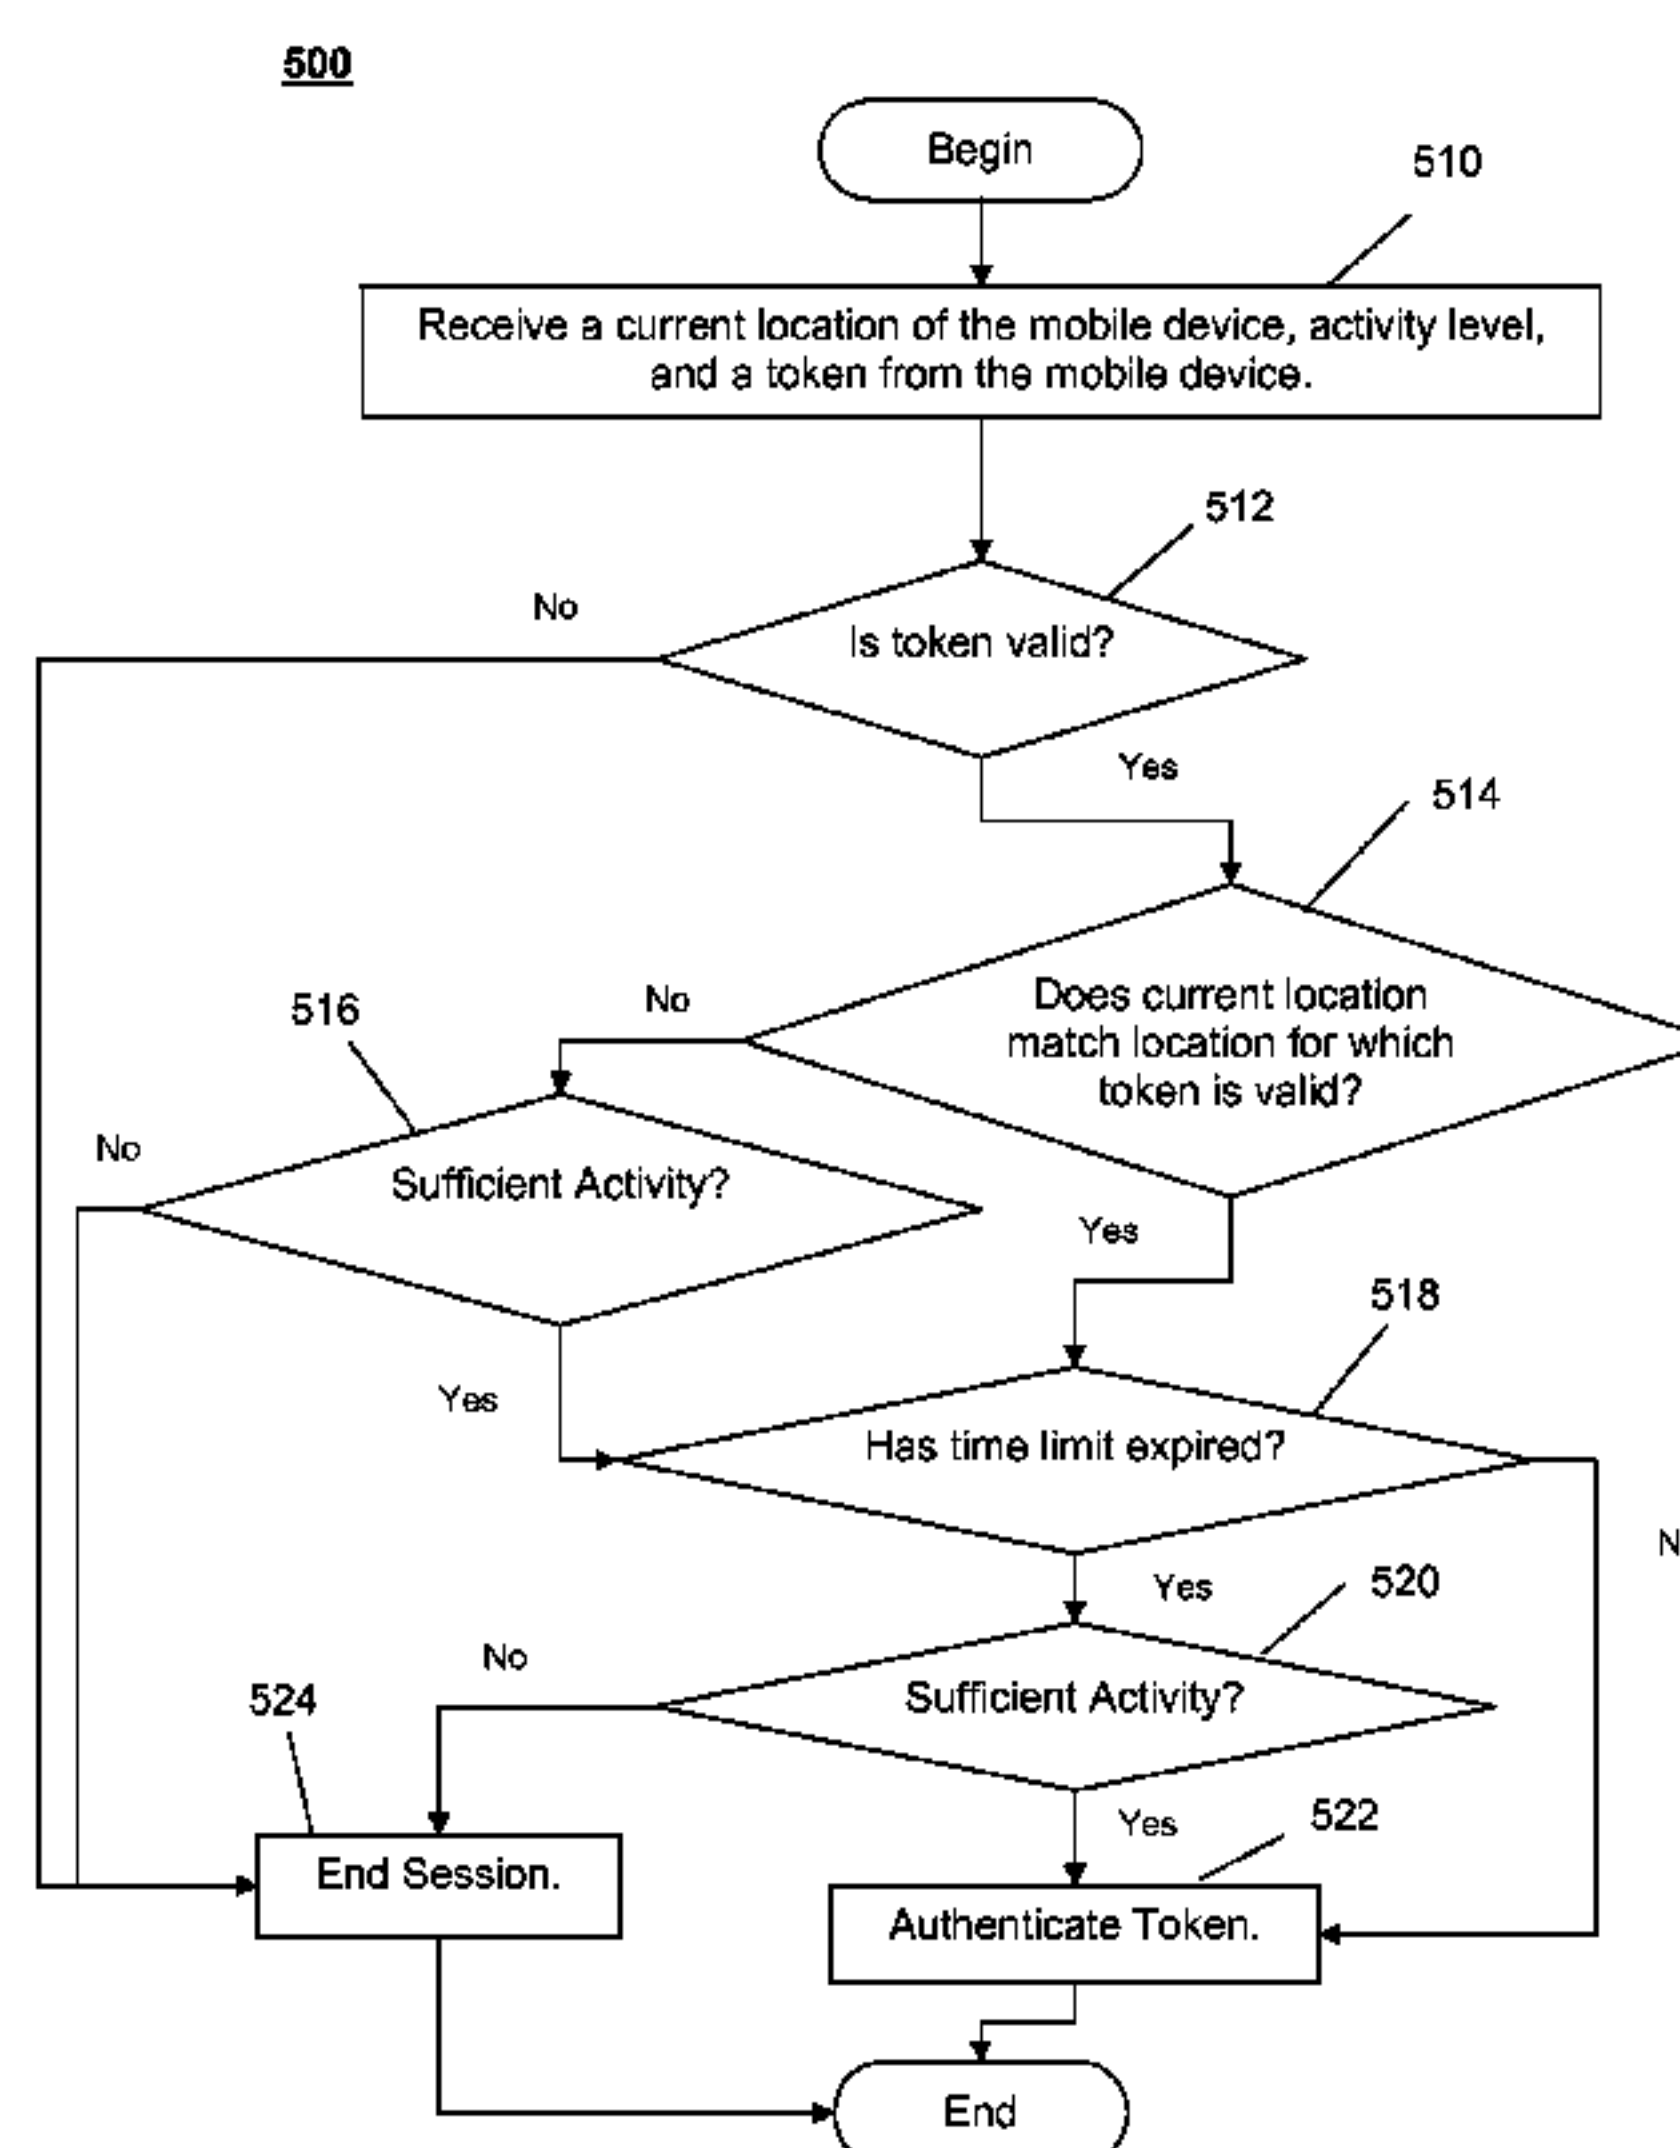 500
Begin
510
Receive a current location of the mobile device, activity level,
and a token from the mobile device.
512
No
Is token valid?
Yes
514
Does current location
match location for which
token is valid?
No
516
No
Sufficient Activity?
Yes
518
Yes
Has time limit expired?
N
Yes
520
No
Sufficient Activity?
524
Yes
522
End Session.
Authenticate Token.
End